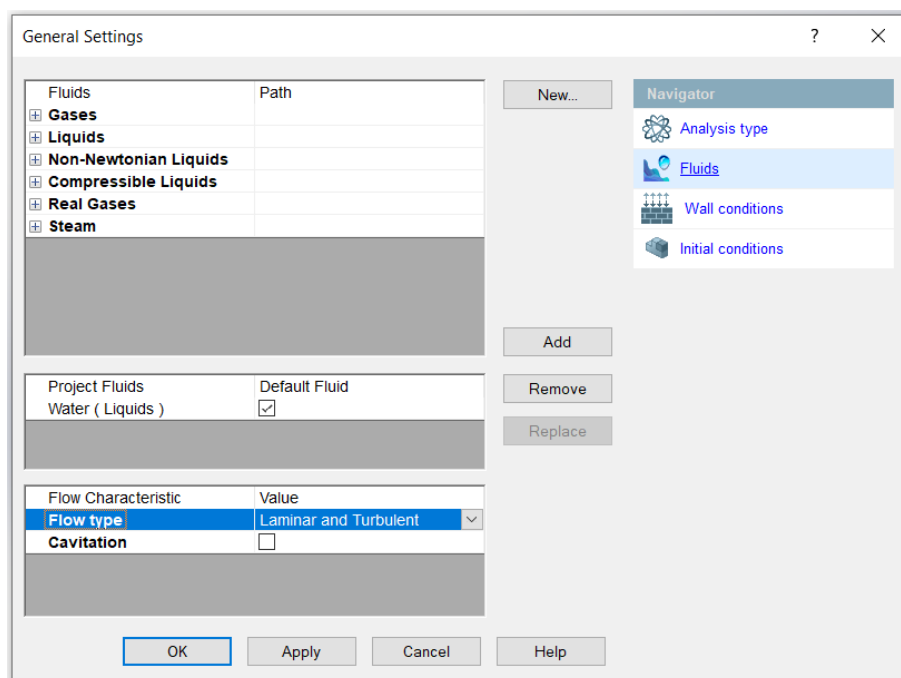 General Settings
?
Fluids Path
Gases
Liquids
Non-Newtonian Liquids
Compressible Liquids
Real Gases
Steam
New...
Add
Project Fluids Default Fluid
Water ( Liquids )
Remove
Replace
Flow Characteristic Value
Flow type Laminar and Turbulent
Cavitation
OK Apply Cancel Help
Navigator
Analysis type
Fluids
Wall conditions
Initial conditions